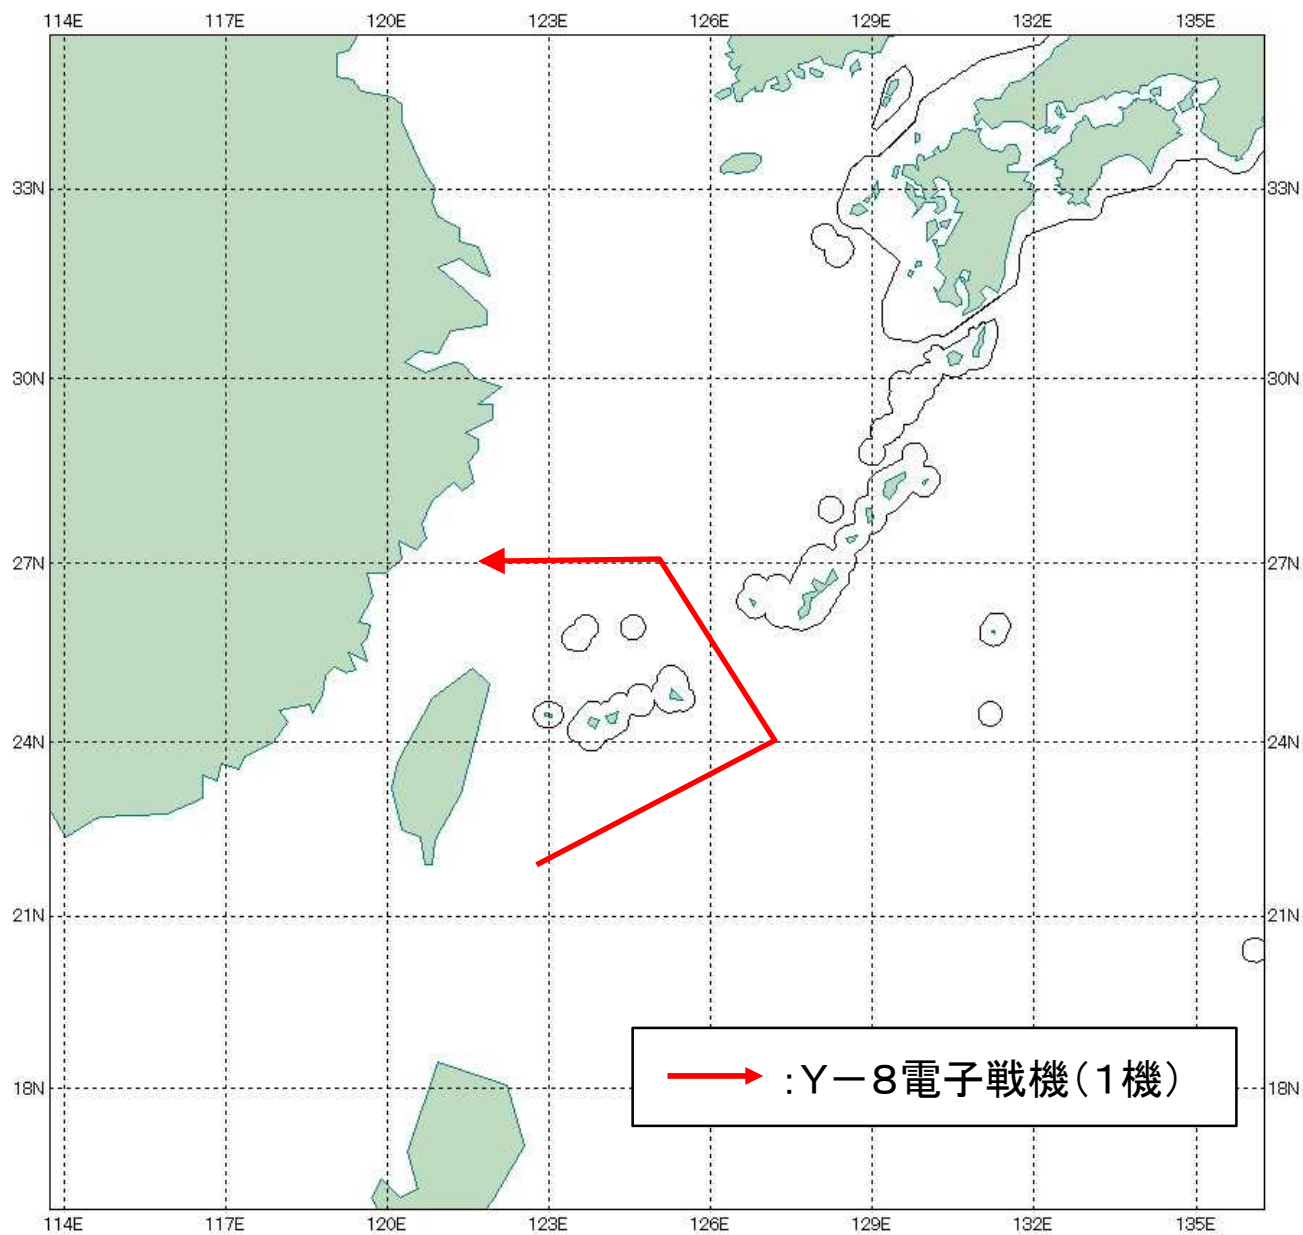 114E 117E 120E 123E 126E 129E 132E 135E
33N 33N
30N 30N
27N 27N
24N 24N
21N 21N
:Y－8電子戦機(1機)
18N 18N
114E 117E 120E 123E 126E 129E 132E 135E